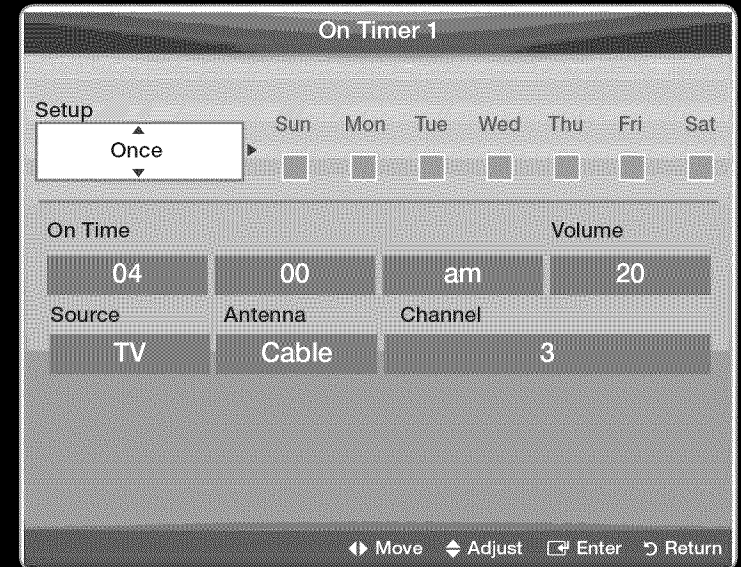 On Timer 1
Setup
Sun Mon Tue Wed Thu Fri Sat
Once
On Time Volume
04 00 am 20
Source Antenna Channel
TV Cable 3
Move Adjust Enter Return